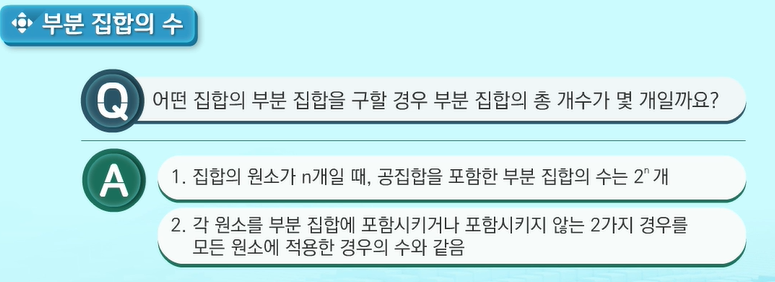 부분 집합의 수
Q 어떤 집합의 부분 집합을 구할 경우 부분 집합의 총 개수가 몇 개일까요?
A 1. 집합의 원소가 n개일 때, 공집합을 포함한 부분 집합의 수는 2ⁿ 개
2. 각 원소를 부분 집합에 포함시키거나 포함시키지 않는 2가지 경우를
모든 원소에 적용한 경우의 수와 같음